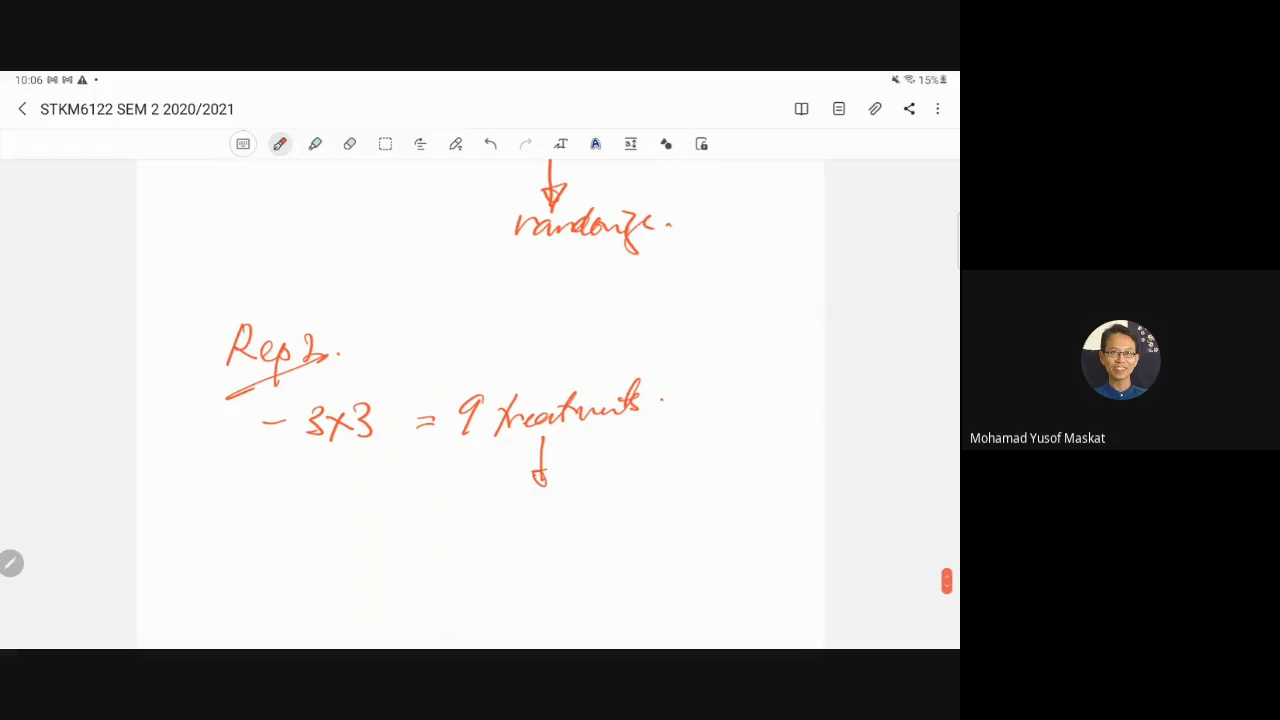 10:06
15%
STKM6122 SEM 2 2020/2021
randomize.
Rep 2.
- 3x3 = 9 treatments.
Mohamad Yusof Maskat